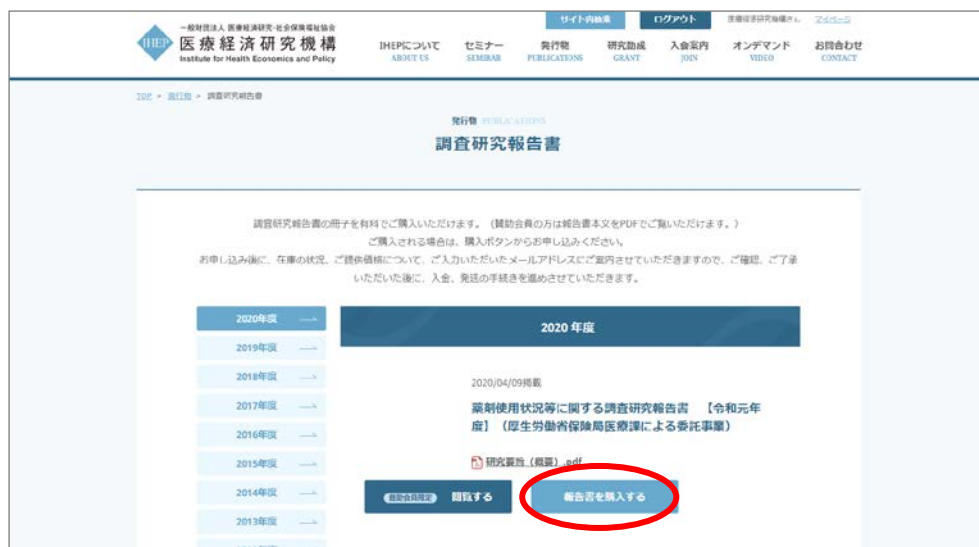 一般財団法人 医療経済研究・社会保険福祉協会
IHEP
医療経済研究機構
Institute for Health Economics and Policy
サイト内検索
ログアウト
医療経済研究機構さん
マイページ
IHEPについて
ABOUT US
セミナー
SEMINAR
発行物
PUBLICATIONS
研究助成
GRANT
入会案内
JOIN
オンデマンド
VIDEO
お問合わせ
CONTACT
TOP > 発行物 > 調査研究報告書
発行物 PUBLICATIONS
調査研究報告書
調査研究報告書の冊子を有料でご購入いただけます。（賛助会員の方は報告書本文をPDFでご覧いただけます。）
ご購入される場合は、購入ボタンからお申し込みください。
お申し込み後に、在庫の状況、ご提供価格について、ご入力いただいたメールアドレスにご案内させていただきますので、ご確認、ご了承
いただいた後に、入金、発送の手続きを進めさせていただきます。
2020年度
2019年度
2018年度
2017年度
2016年度
2015年度
2014年度
2013年度
2020 年度
2020/04/09掲載
薬剤使用状況等に関する調査研究報告書 【令和元年
度】（厚生労働省保険局医療課による委託事業）
研究要旨（概要）.pdf
賛助会員限定 閲覧する
報告書を購入する